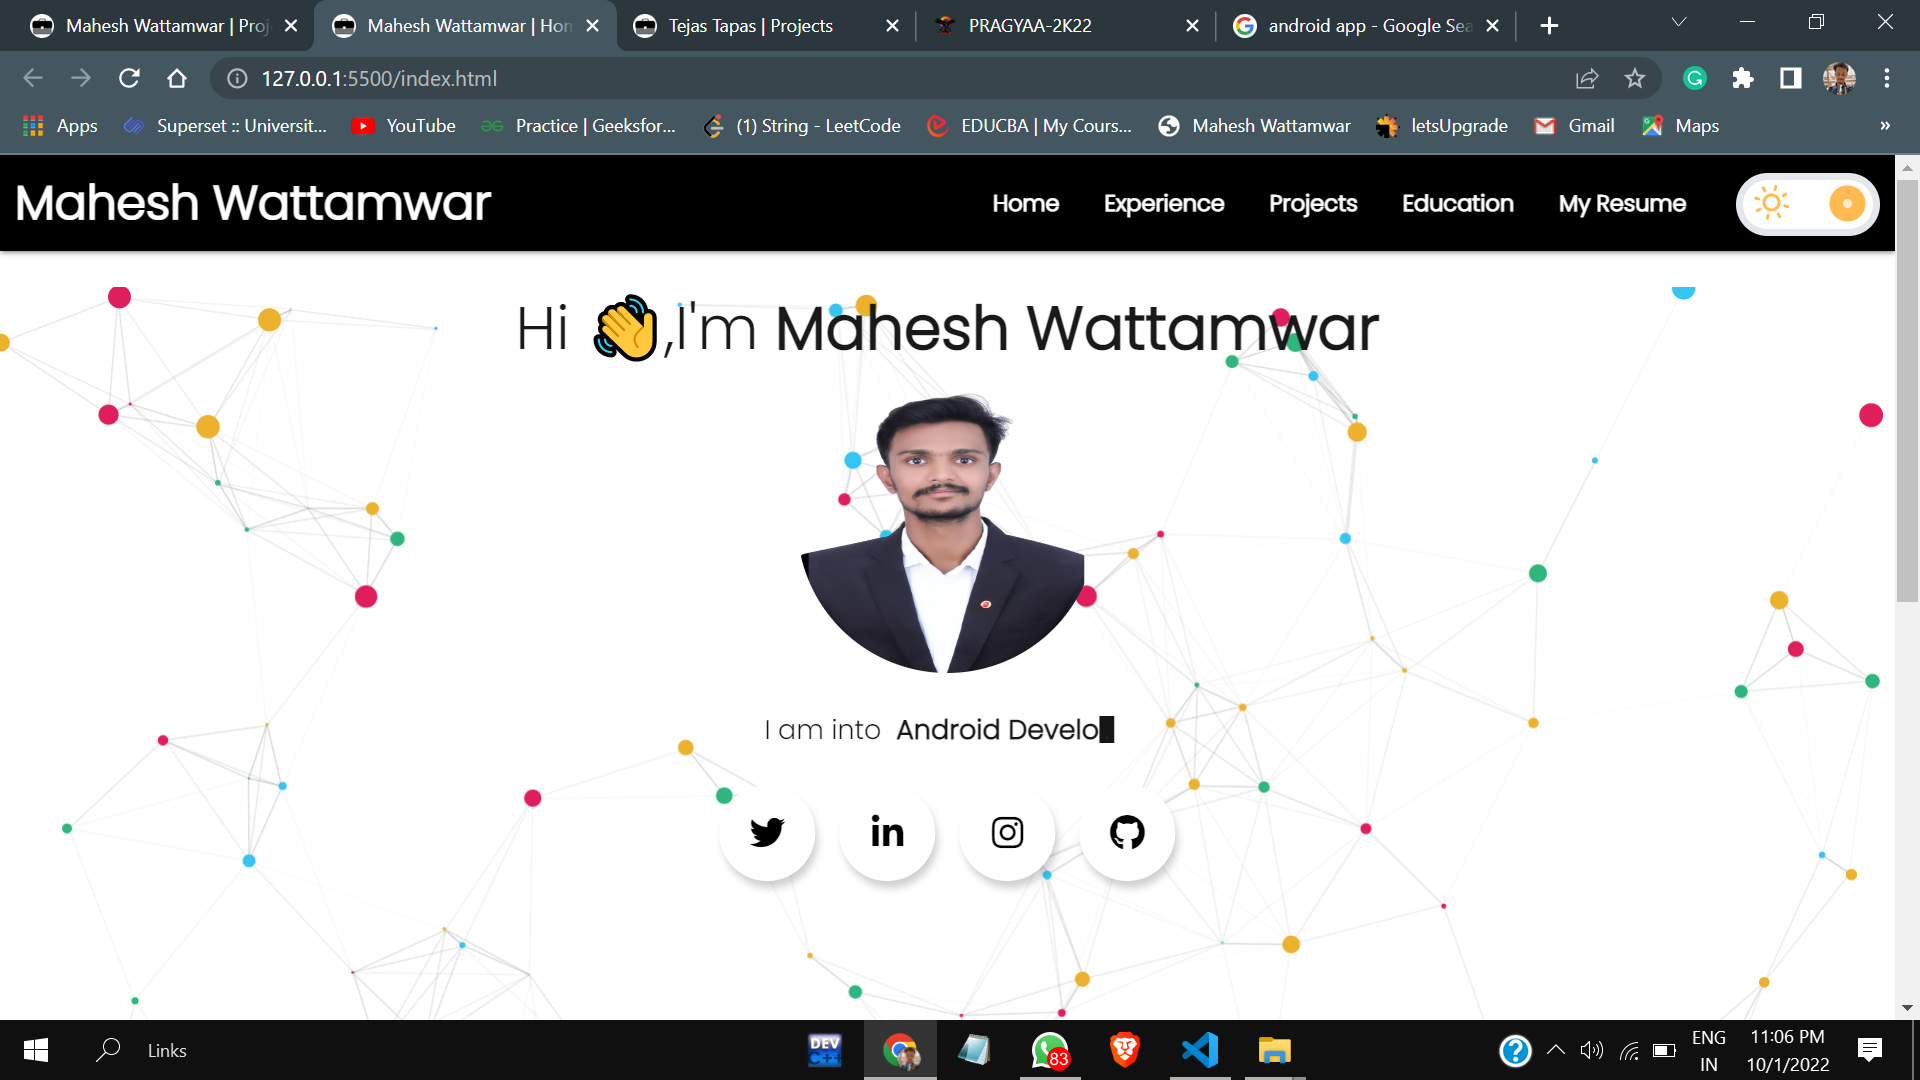 Mahesh Wattamwar | Proj
Mahesh Wattamwar | Hon
Tejas Tapas | Projects
PRAGYAA-2K22
android app - Google Sea
127.0.0.1:5500/index.html
Apps
Superset :: Universit...
YouTube
Practice | Geeksfor...
(1) String - LeetCode
EDUCBA | My Cours...
Mahesh Wattamwar
letsUpgrade
Gmail
Maps
»
Mahesh Wattamwar
Home
Experience
Projects
Education
My Resume
Hi 👋,I'm Mahesh Wattamwar
I am into Android Develo
in
Links
DEV
C++
83
ENG
IN
11:06 PM
10/1/2022